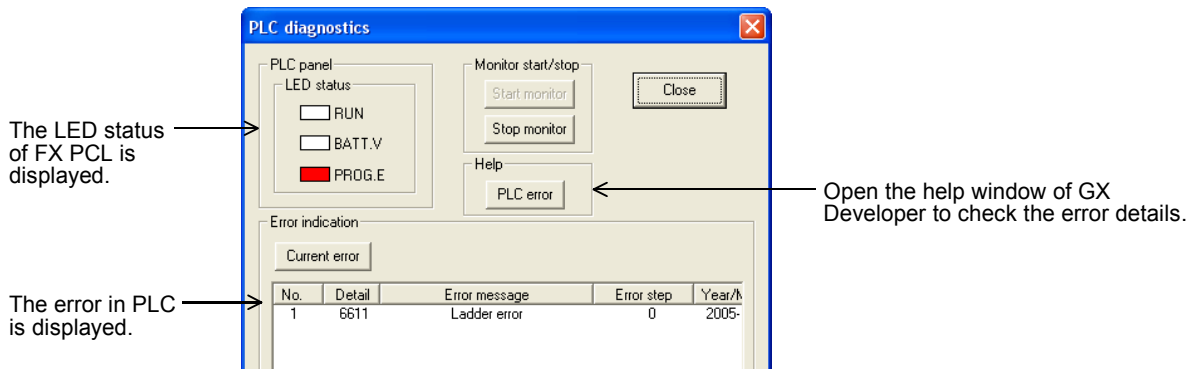 PLC diagnostics
PLC panel
LED status
RUN
BATT.V
PROG.E
Monitor start/stop
Start monitor
Stop monitor
Close
Help
PLC error
The LED status
of FX PCL is
displayed.
Open the help window of GX
Developer to check the error details.
Error indication
Current error
The error in PLC
is displayed.
No. Detail Error message Error step Year/M
1 6611 Ladder error 0 2005-